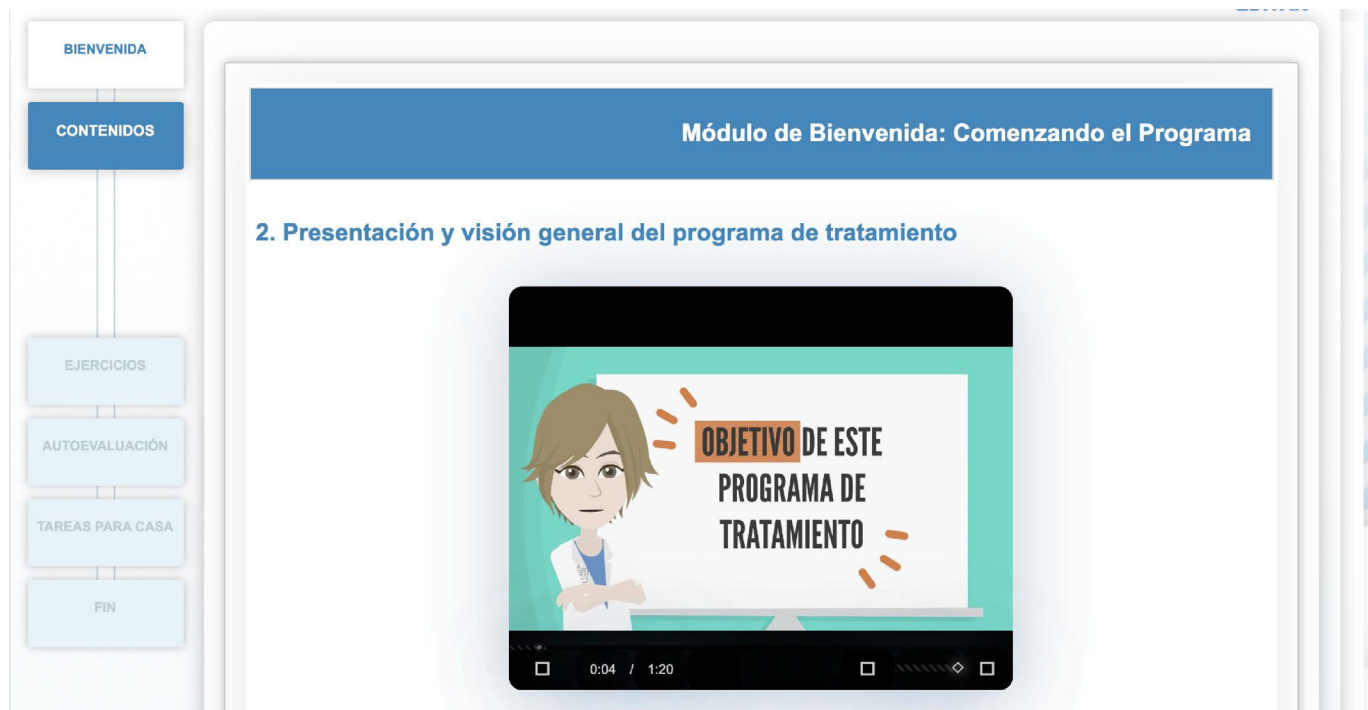 BIENVENIDA
CONTENIDOS
EJERCICIOS
AUTOEVALUACIÓN
TAREAS PARA CASA
FIN
Módulo de Bienvenida: Comenzando el Programa
2. Presentación y visión general del programa de tratamiento
OBJETIVO DE ESTE
PROGRAMA DE
TRATAMIENTO
0:04 / 1:20